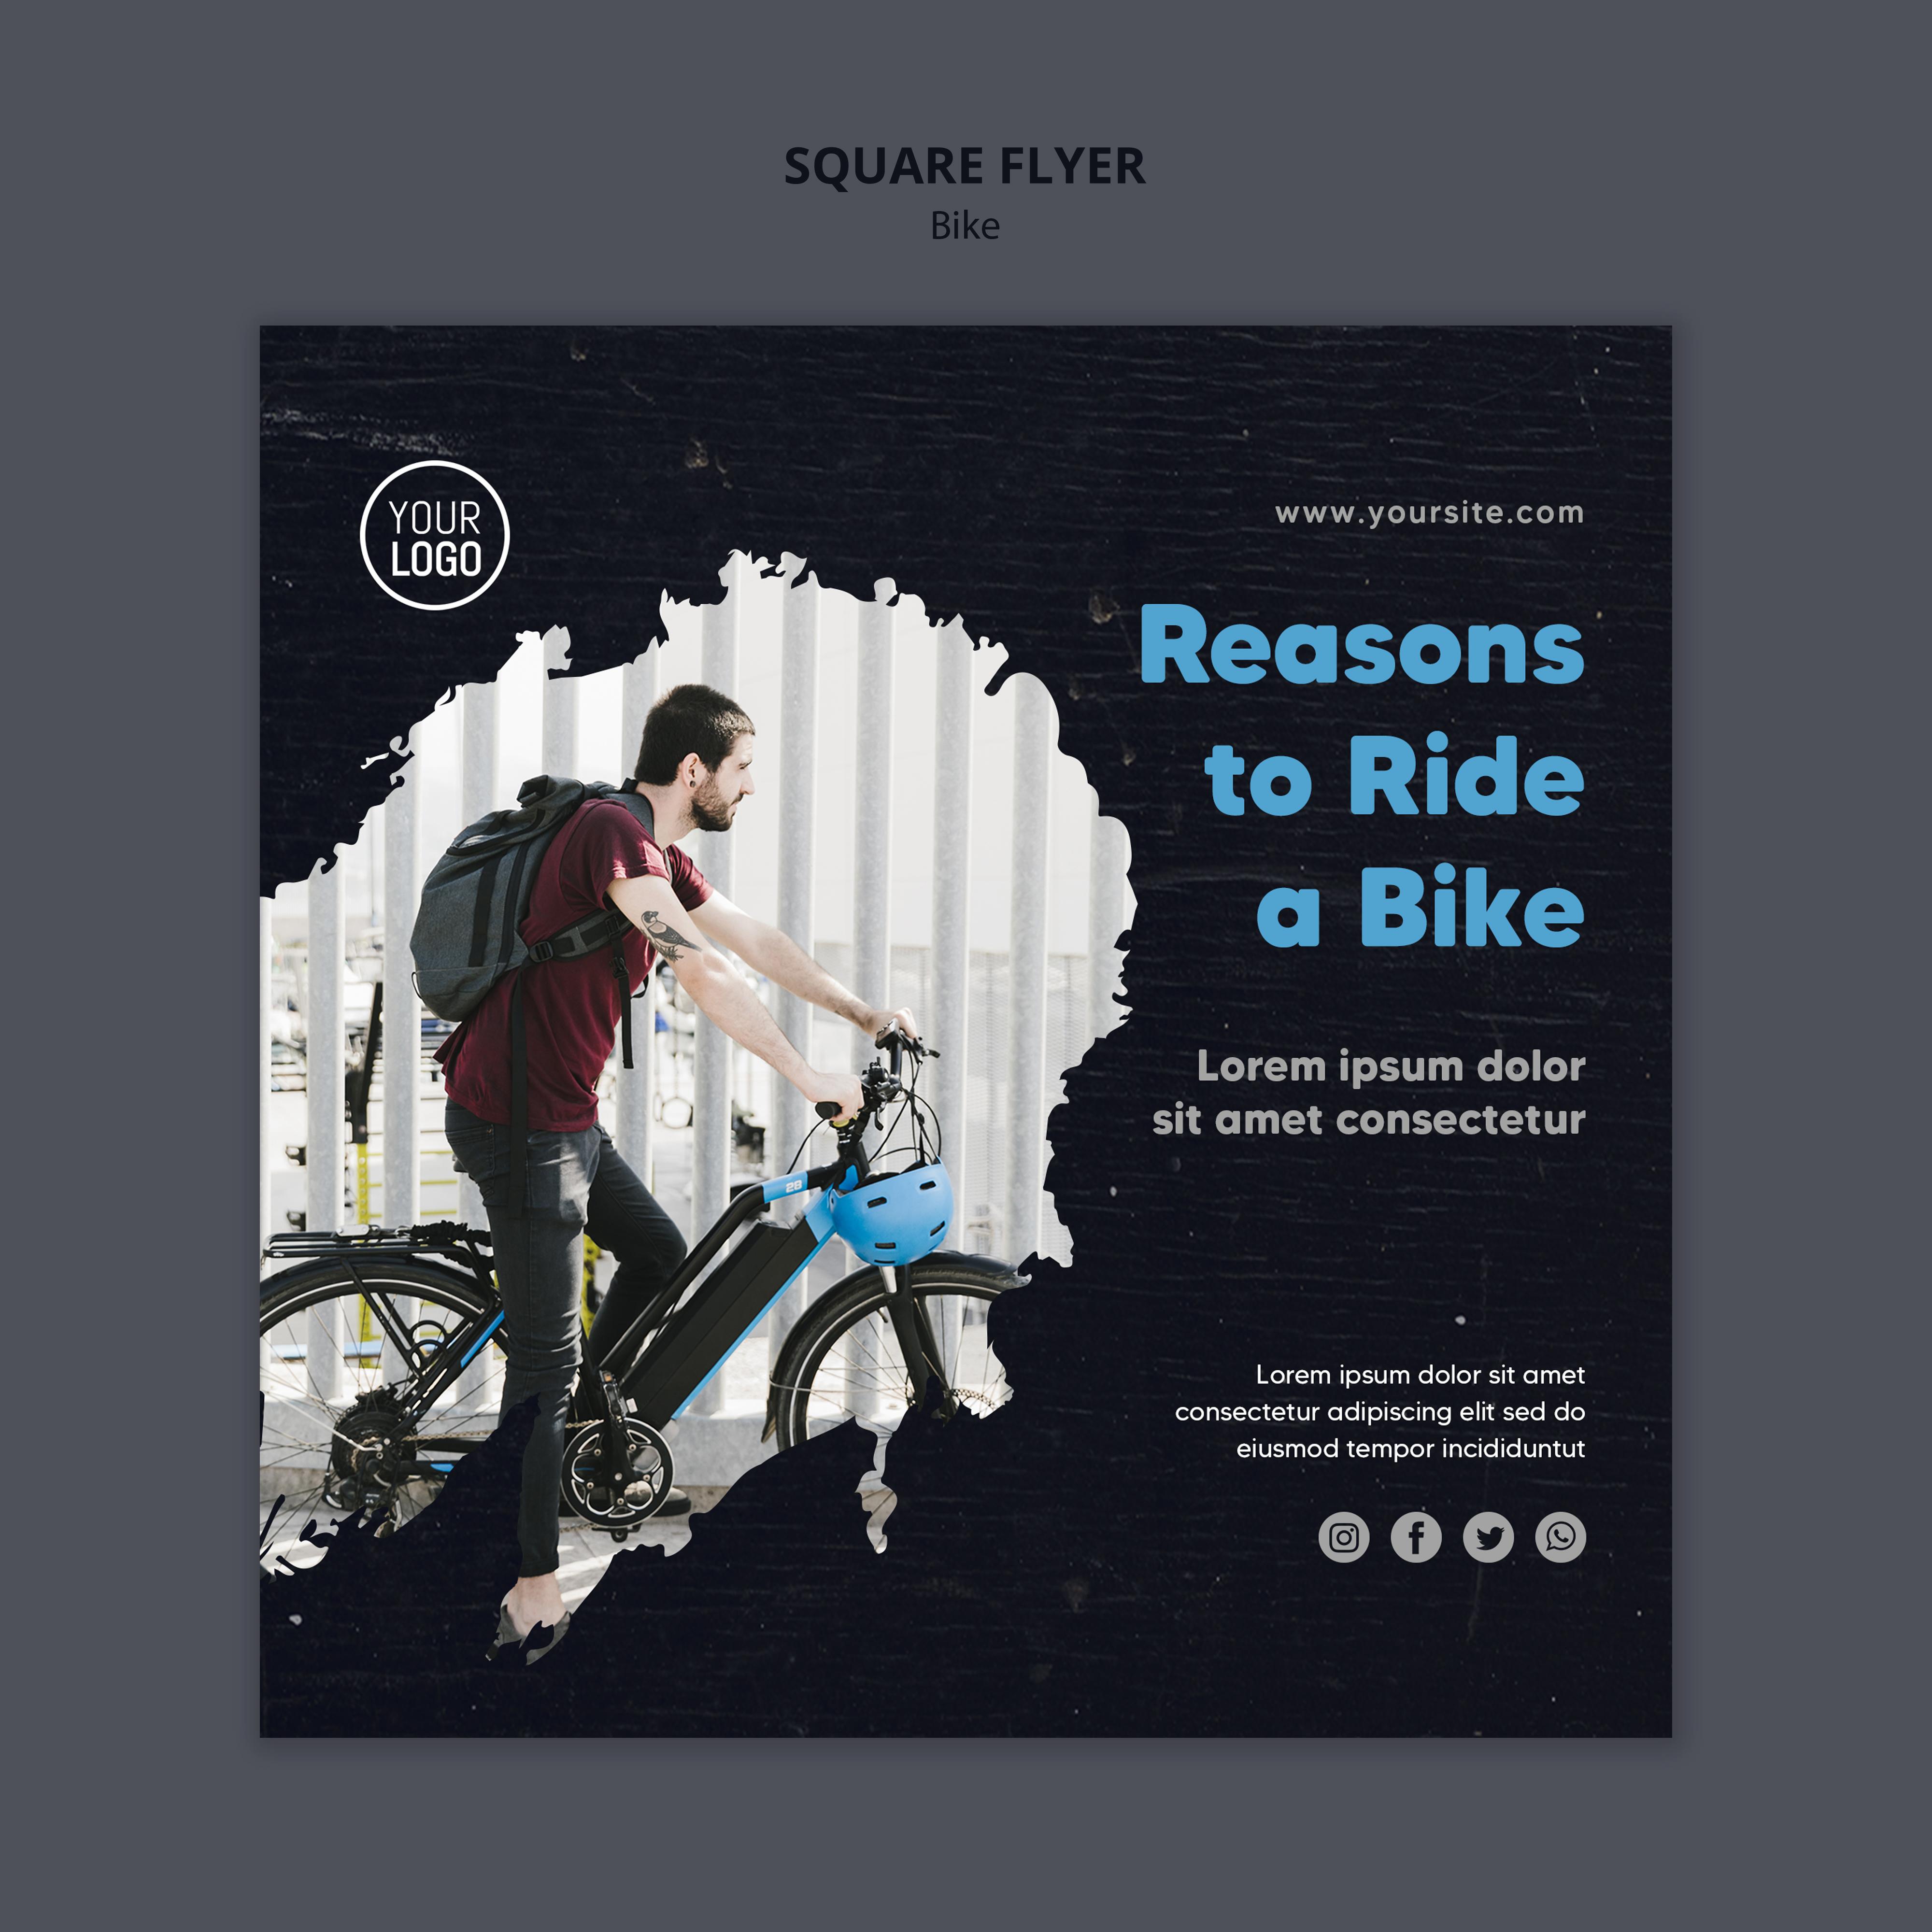 SQUARE FLYER
Bike
YOUR
LOGO
www.yoursite.com
Reasons
to Ride
a Bike
Lorem ipsum dolor
sit amet consectetur
28
Lorem ipsum dolor sit amet
consectetur adipiscing elit sed do
eiusmod tempor incididuntut